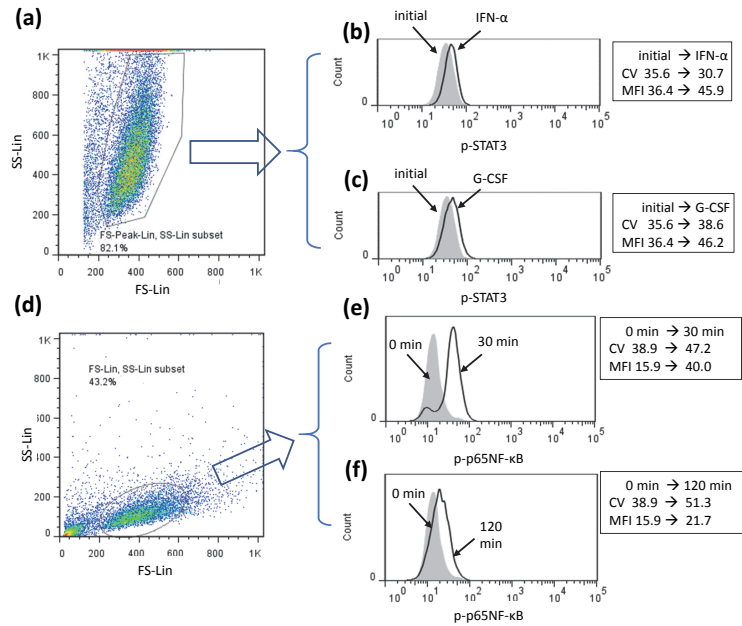 (a)
1K
800
600
400
200
0
SS-Lin
FS-Peak-Lin, SS-Lin subset
82.1%
0 200 400 600 800 1K
FS-Lin
(b)
initial
IFN-α
Count
0
10⁰ 10¹ 10² 10³ 10⁴ 10⁵
p-STAT3
initial → IFN-α
CV 35.6 → 30.7
MFI 36.4 → 45.9
(c)
initial
G-CSF
Count
0
10⁰ 10¹ 10² 10³ 10⁴ 10⁵
p-STAT3
initial → G-CSF
CV 35.6 → 38.6
MFI 36.4 → 46.2
(d)
1K
800
600
400
200
0
SS-Lin
FS-Lin, SS-Lin subset
43.2%
0 200 400 600 800 1K
FS-Lin
(e)
0 min
30 min
Count
0
10⁰ 10¹ 10² 10³ 10⁴ 10⁵
p-p65NF-κB
0 min → 30 min
CV 38.9 → 47.2
MFI 15.9 → 40.0
(f)
0 min
120
min
Count
0
10⁰ 10¹ 10² 10³ 10⁴ 10⁵
p-p65NF-κB
0 min → 120 min
CV 38.9 → 51.3
MFI 15.9 → 21.7